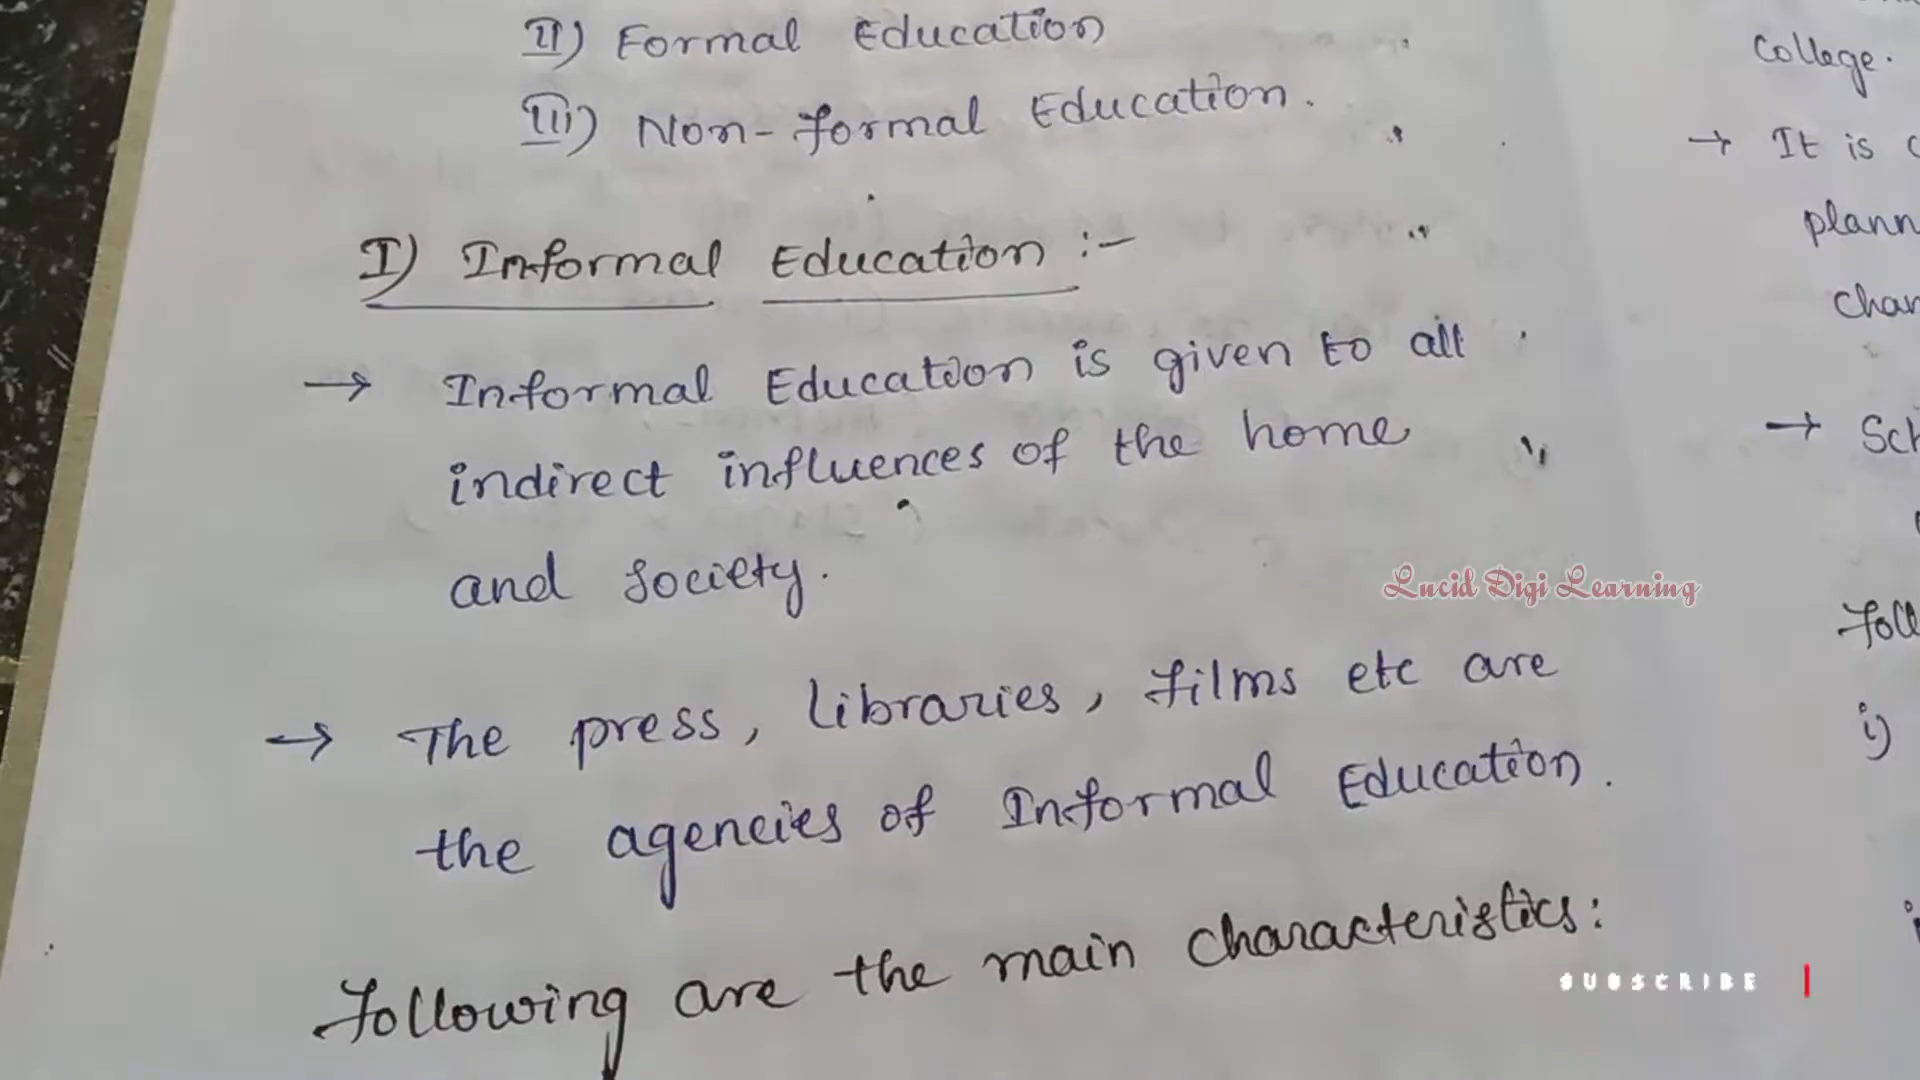 II) Formal Education
III) Non-formal Education.
I) Informal Education :-
→ Informal Education is given to all
indirect influences of the home
and society.
→ The press, libraries, films etc are
the agencies of Informal Education.
Following are the main characteristics:
College.
→ It is
→
i)
Lucid Digi Learning
SUBSCRIBE